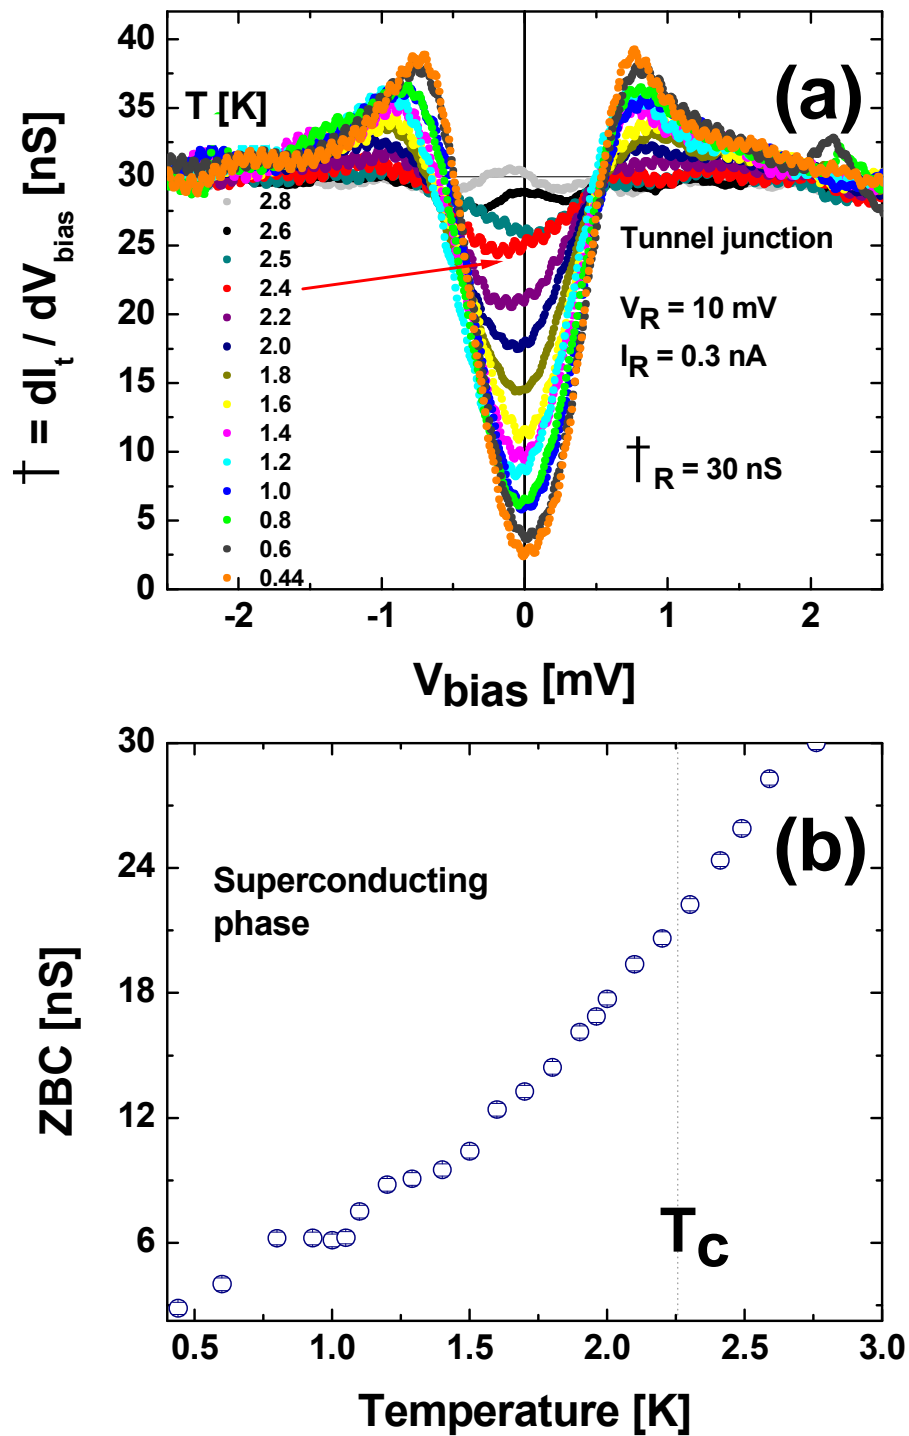 40
35
30
25
20
15
10
5
0
† = dI_t / dV_bias [nS]
(a)
T [K]
2.8
2.6
2.5
2.4
2.2
2.0
1.8
1.6
1.4
1.2
1.0
0.8
0.6
0.44
Tunnel junction
V_R = 10 mV
I_R = 0.3 nA
†_R = 30 nS
-2 -1 0 1 2
V_bias [mV]
30
24
18
12
6
ZBC [nS]
(b)
Superconducting
phase
T_c
0.5 1.0 1.5 2.0 2.5 3.0
Temperature [K]